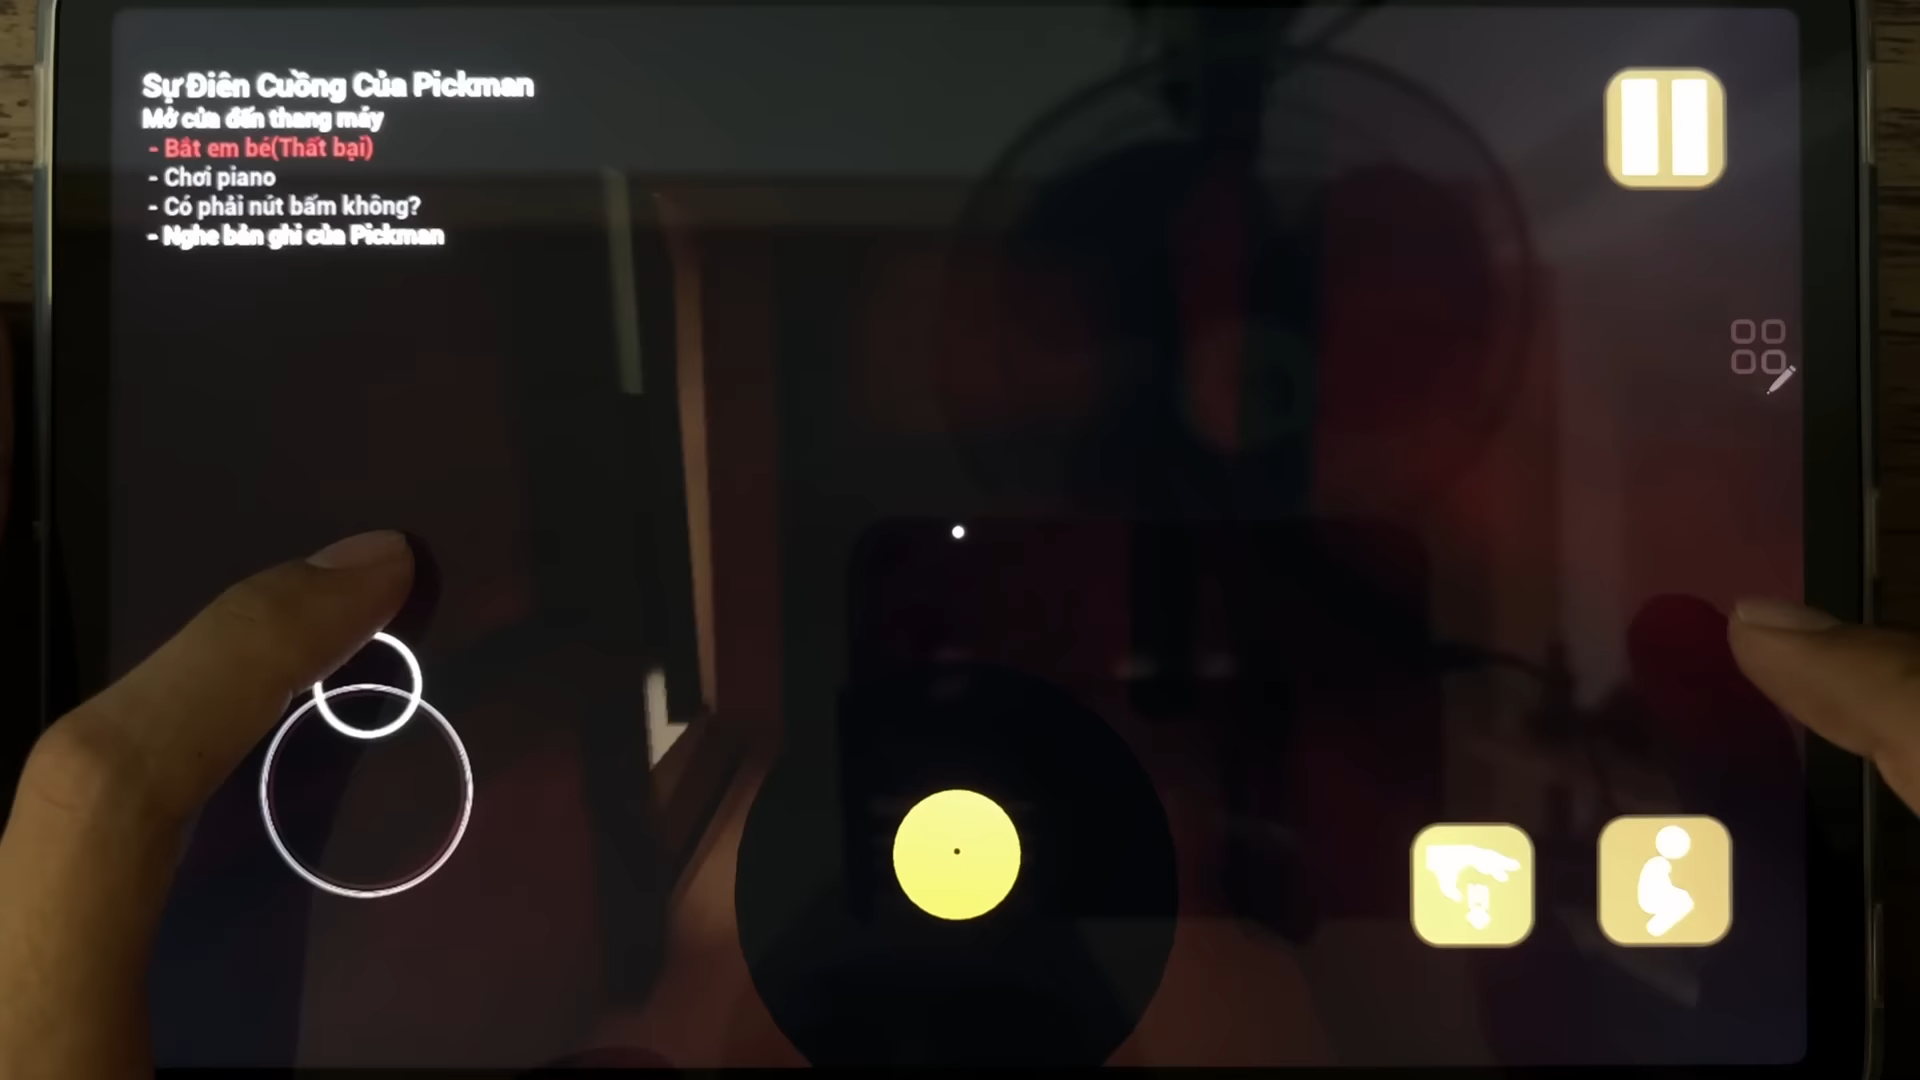 Sự Điên Cuồng Của Pickman
Mở cửa đến thang máy
- Bắt em bé(Thất bại)
- Chơi piano
- Có phải nút bấm không?
- Nghe bản ghi của Pickman